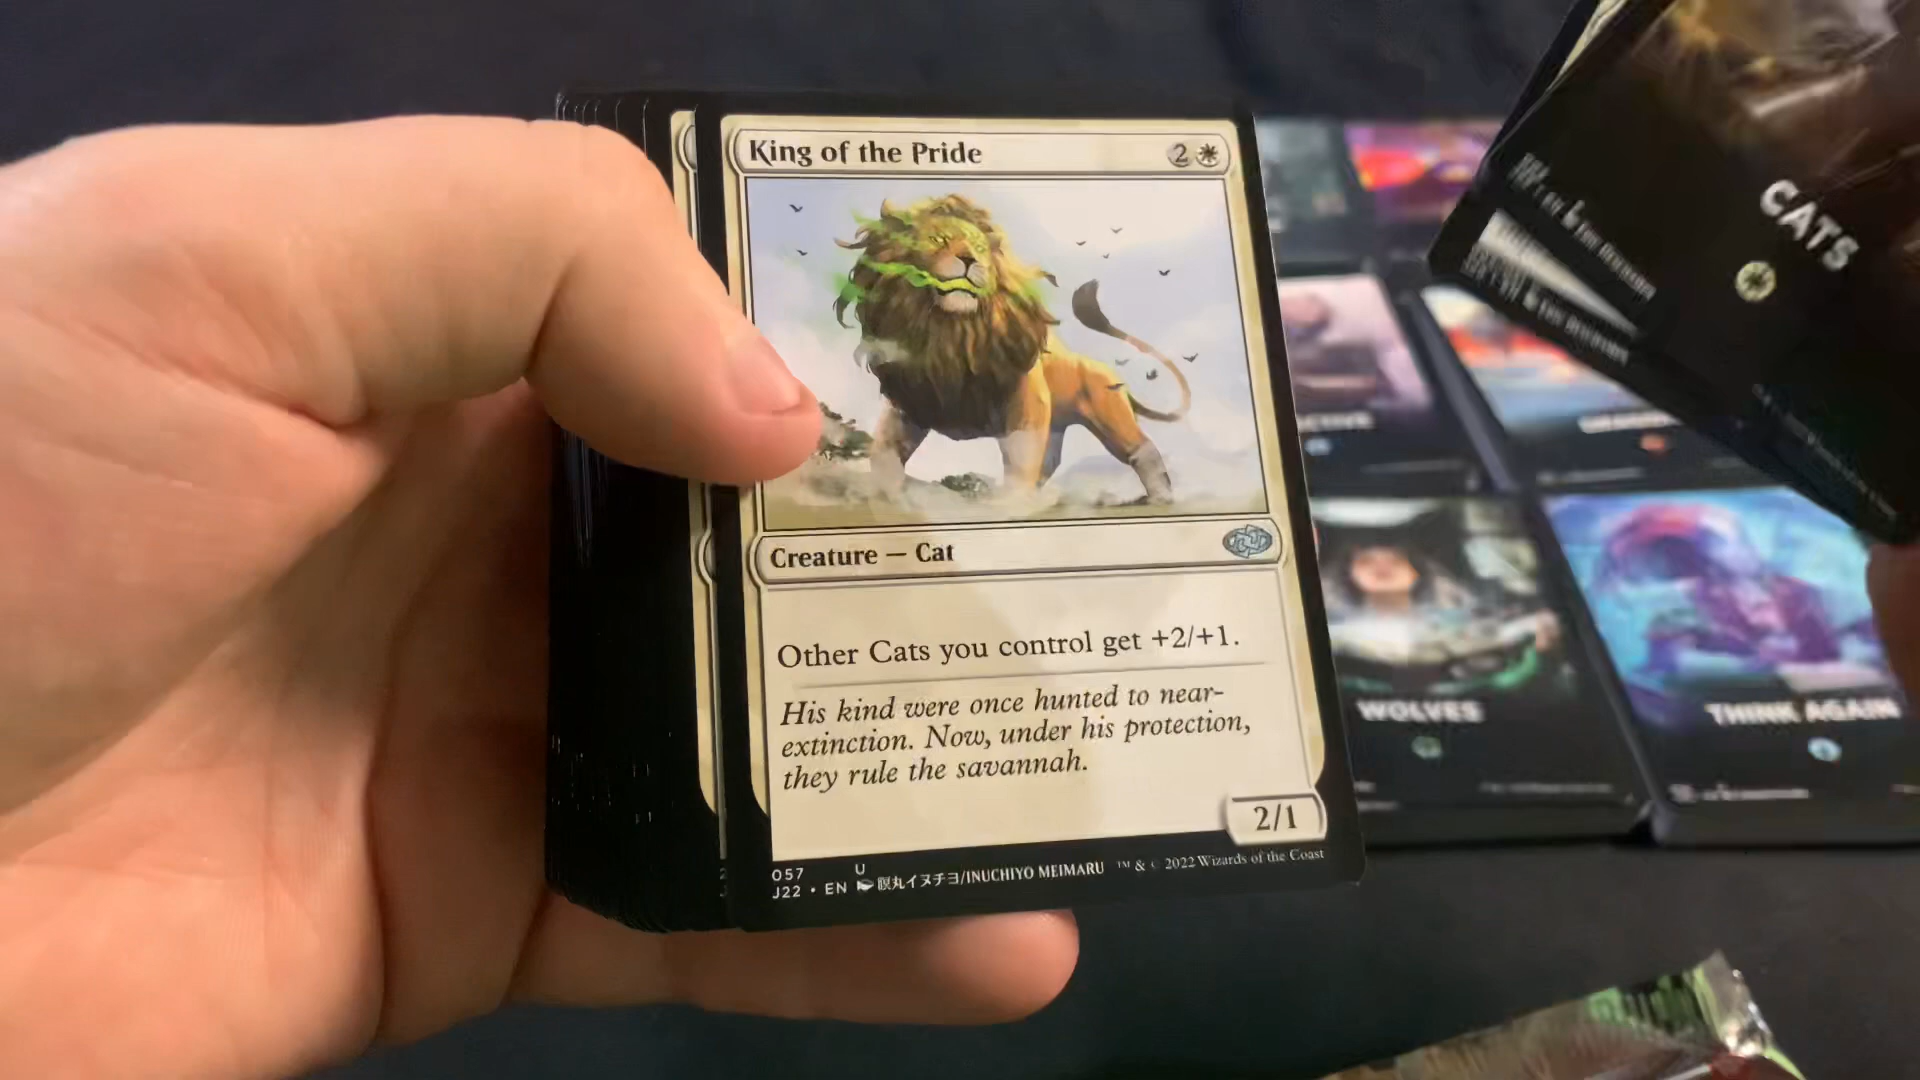 King of the Pride 2
Creature — Cat
Other Cats you control get +2/+1.
His kind were once hunted to near-
extinction. Now, under his protection,
they rule the savannah.
2/1
057 U
J22 • EN 瞑丸イヌチヨ/INUCHIYO MEIMARU ™ & © 2022 Wizards of the Coast
CATS
WOLVES
THINK AGAIN